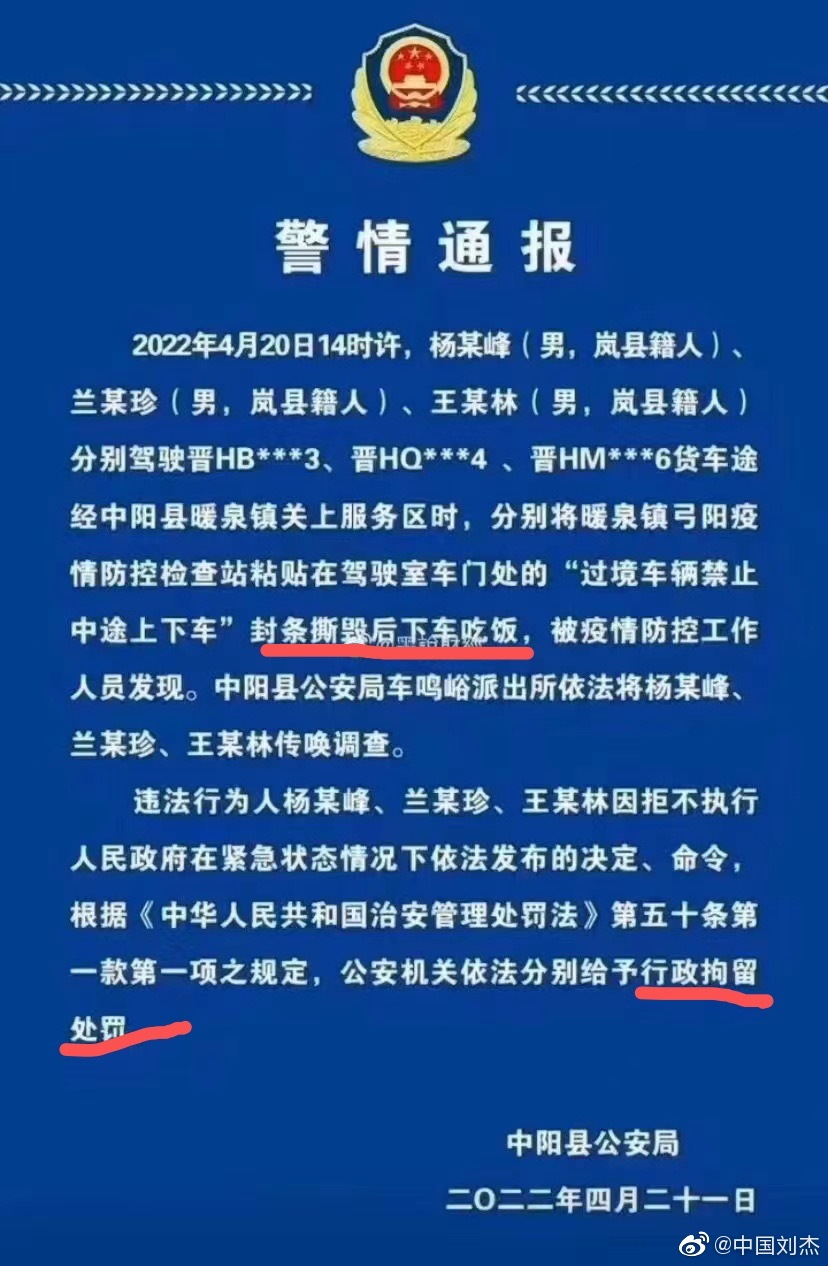 警情通报
2022年4月20日14时许，杨某峰（男，岚县籍人）、
兰某珍（男，岚县籍人）、王某林（男，岚县籍人）
分别驾驶晋HB***3、晋HQ***4 、晋HM***6货车途
经中阳县暖泉镇关上服务区时，分别将暖泉镇弓阳疫
情防控检查站粘贴在驾驶室车门处的“过境车辆禁止
中途上下车”封条撕毁后下车吃饭，被疫情防控工作
人员发现。中阳县公安局车鸣峪派出所依法将杨某峰、
兰某珍、王某林传唤调查。
违法行为人杨某峰、兰某珍、王某林因拒不执行
人民政府在紧急状态情况下依法发布的决定、命令，
根据《中华人民共和国治安管理处罚法》第五十条第
一款第一项之规定，公安机关依法分别给予行政拘留
处罚
中阳县公安局
二〇二二年四月二十一日
@中国刘杰